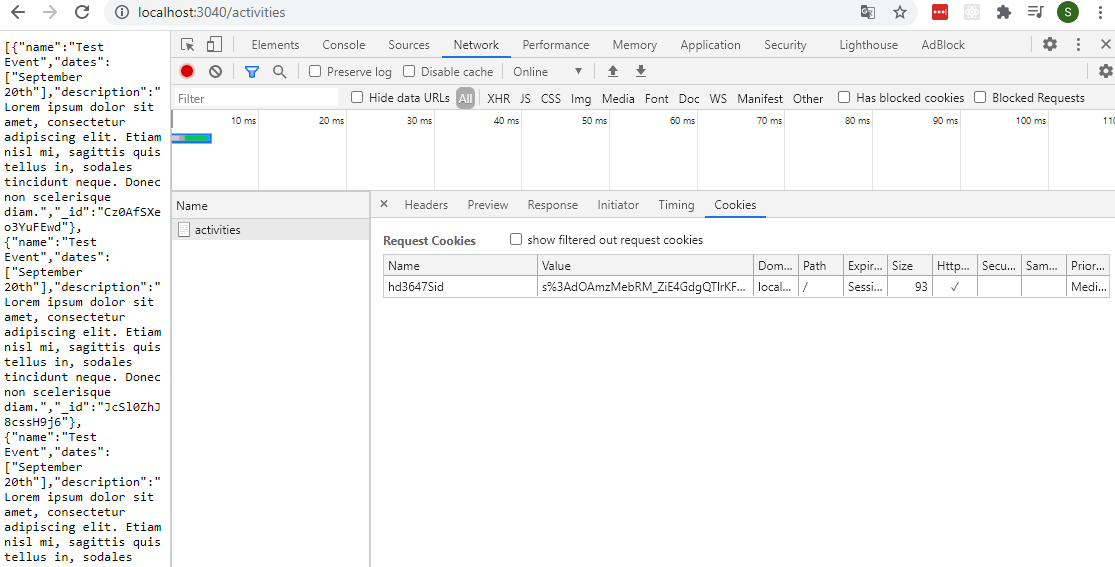 localhost:3040/activities
S
[{"name":"Test
Event","dates":
["September
20th"],"description":"
Lorem ipsum dolor sit
amet, consectetur
adipiscing elit. Etiam
nisl mi, sagittis quis
tellus in, sodales
tincidunt neque. Donec
non scelerisque
diam.","_id":"Cz0AfSXe
o3YuFEwd"},
{"name":"Test
Event","dates":
["September
20th"],"description":"
Lorem ipsum dolor sit
amet, consectetur
adipiscing elit. Etiam
nisl mi, sagittis quis
tellus in, sodales
tincidunt neque. Donec
non scelerisque
diam.","_id":"JcSl0ZhJ
8cssH9j6"},
{"name":"Test
Event","dates":
["September
20th"],"description":"
Lorem ipsum dolor sit
amet, consectetur
adipiscing elit. Etiam
nisl mi, sagittis quis
tellus in, sodales
Elements Console Sources Network Performance Memory Application Security Lighthouse AdBlock
Preserve log Disable cache Online
Filter Hide data URLs All XHR JS CSS Img Media Font Doc WS Manifest Other Has blocked cookies Blocked Requests
10 ms 20 ms 30 ms 40 ms 50 ms 60 ms 70 ms 80 ms 90 ms 100 ms 110
Name
activities
Headers Preview Response Initiator Timing Cookies
Request Cookies show filtered out request cookies
Name Value Dom... Path Expir... Size Http... Secu... Sam... Prior...
hd3647Sid s%3AdOAmzMebRM_ZiE4GdgQTIrKF... local... / Sessi... 93 ✓ Medi...